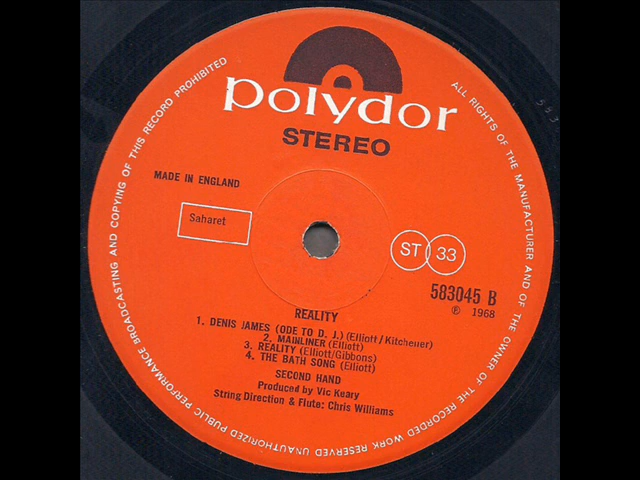 polydor
STEREO
MADE IN ENGLAND
Saharet
ST 33
583045 B
℗ 1968
REALITY
1. DENIS JAMES (ODE TO D. J.) (Elliott/Kitchener)
2. MAINLINER (Elliott)
3. REALITY (Elliott/Gibbons)
4. THE BATH SONG (Elliott)
SECOND HAND
Produced by Vic Keary
String Direction & Flute: Chris Williams
ALL RIGHTS OF THE MANUFACTURER AND OF THE OWNER OF THE RECORDED WORK RESERVED UNAUTHORIZED PUBLIC PERFORMANCE BROADCASTING AND COPYING OF THIS RECORD PROHIBITED